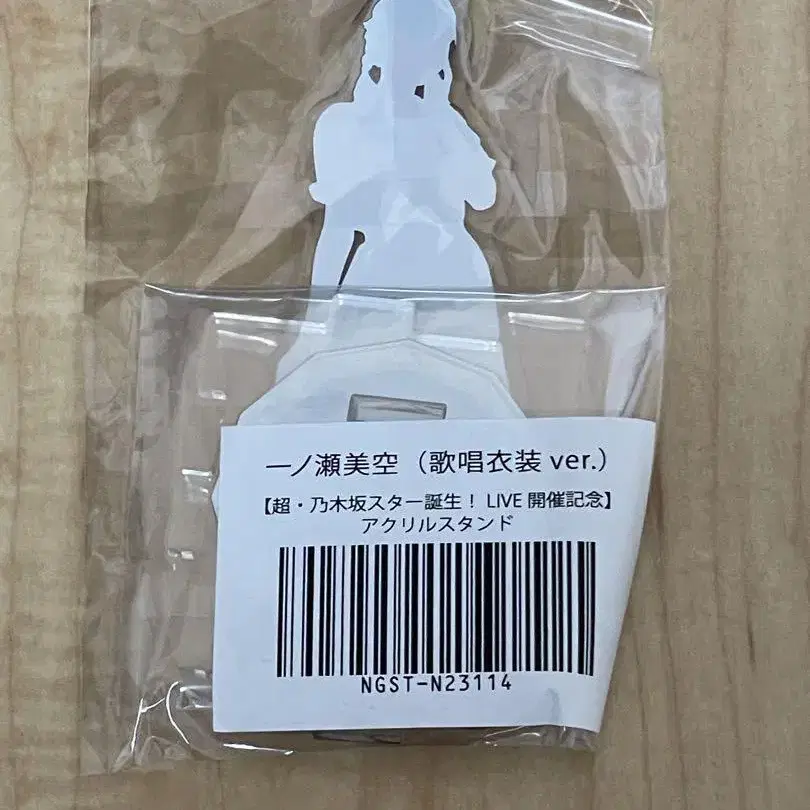 一ノ瀬美空（歌唱衣装 ver.）
【超・乃木坂スター誕生！ LIVE 開催記念】
アクリルスタンド
NGST-N23114